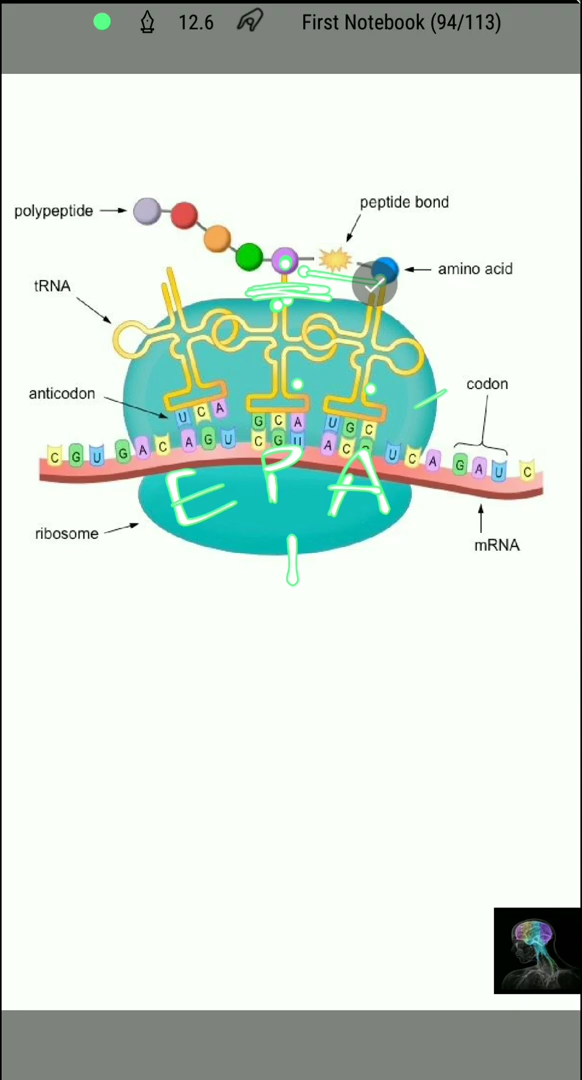 12.6 First Notebook (94/113)
peptide bond
polypeptide
amino acid
tRNA
codon
anticodon
U C A
G C A
U G C
C G U G A C A G U C G U A C G U C A G A U C
E P A
ribosome
mRNA